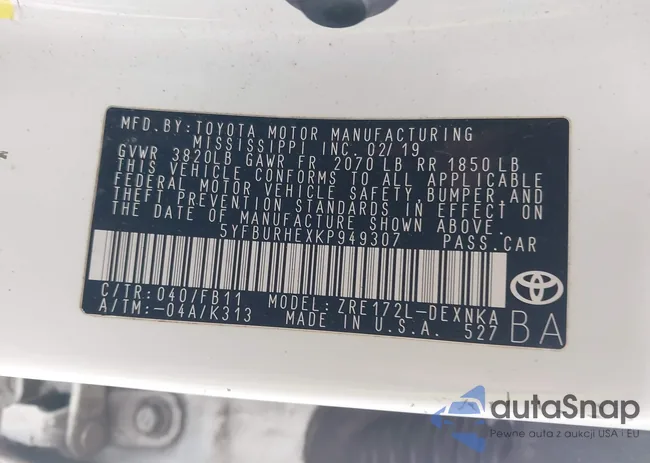 MFD. BY: TOYOTA MOTOR MANUFACTURING
MISSISSIPPI INC. 02/19
GVWR 3820LB GAWR FR 2070 LB RR 1850 LB
THIS VEHICLE CONFORMS TO ALL APPLICABLE
FEDERAL MOTOR VEHICLE SAFETY, BUMPER, AND
THEFT PREVENTION STANDARDS IN EFFECT ON
THE DATE OF MANUFACTURE SHOWN ABOVE.
5YFBURHEXKP949307 PASS.CAR
C/TR: 040/FB11 MODEL: ZRE172L-DEXNKA
A/TM: -04A/K313 MADE IN U.S.A. 527
BA
autaSnap
Pewne auta z aukcji USA i EU